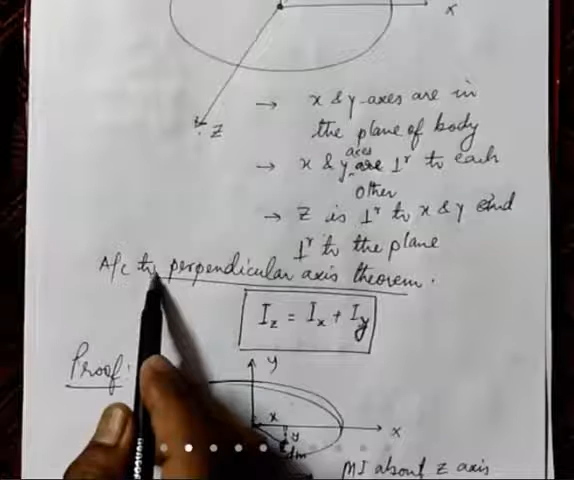 x
z
→ x & y axes are in
the plane of body
→ x & y axes are ⊥r to each
other
→ z is ⊥r to x & y and
⊥r to the plane
A/c to perpendicular axis theorem.
Iz = Ix + Iy
Proof:
y
x
x
y
dm
MI about z axis